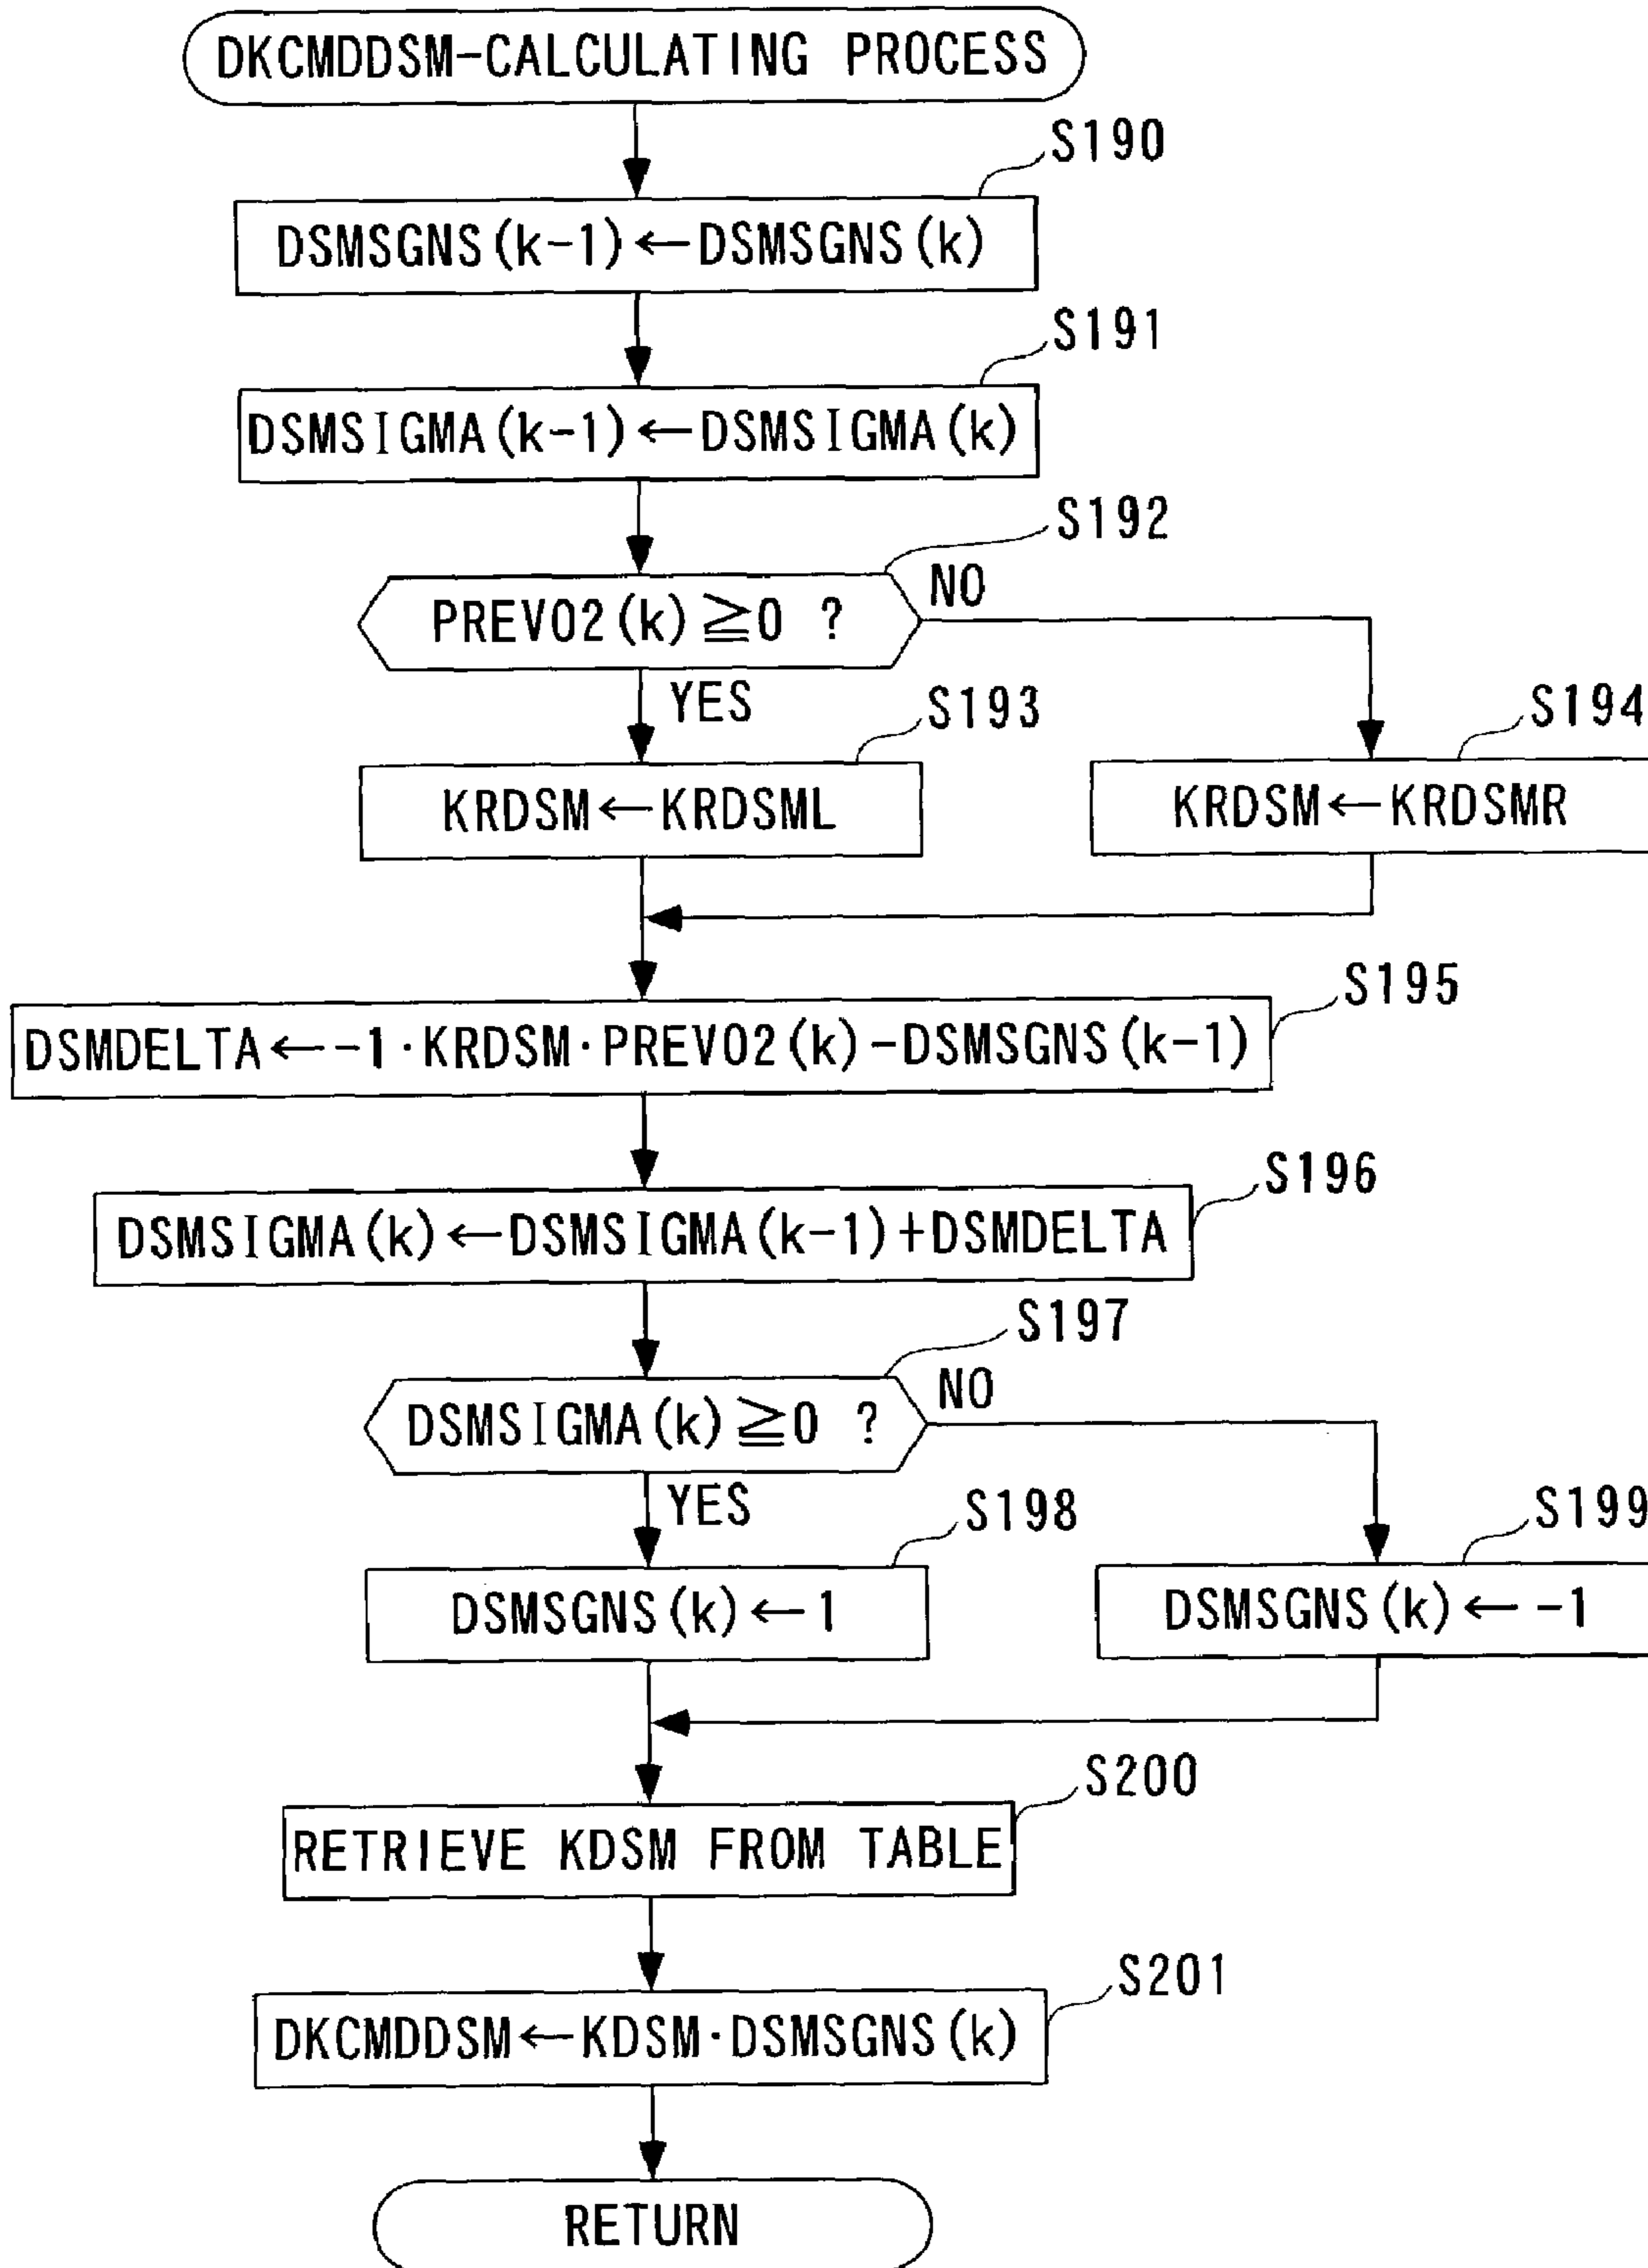 DKCMDDSM-CALCULATING PROCESS
S190
DSMSGNS(k-1)←DSMSGNS(k)
S191
DSMSIGMA(k-1)←DSMSIGMA(k)
S192
PREVO2(k)≧0 ?
NO
YES
S193
S194
KRDSM←KRDSML
KRDSM←KRDSMR
S195
DSMDELTA←-1·KRDSM·PREVO2(k)-DSMSGNS(k-1)
S196
DSMSIGMA(k)←DSMSIGMA(k-1)+DSMDELTA
S197
DSMSIGMA(k)≧0 ?
NO
YES
S198
S199
DSMSGNS(k)←1
DSMSGNS(k)← -1
S200
RETRIEVE KDSM FROM TABLE
S201
DKCMDDSM←KDSM·DSMSGNS(k)
RETURN